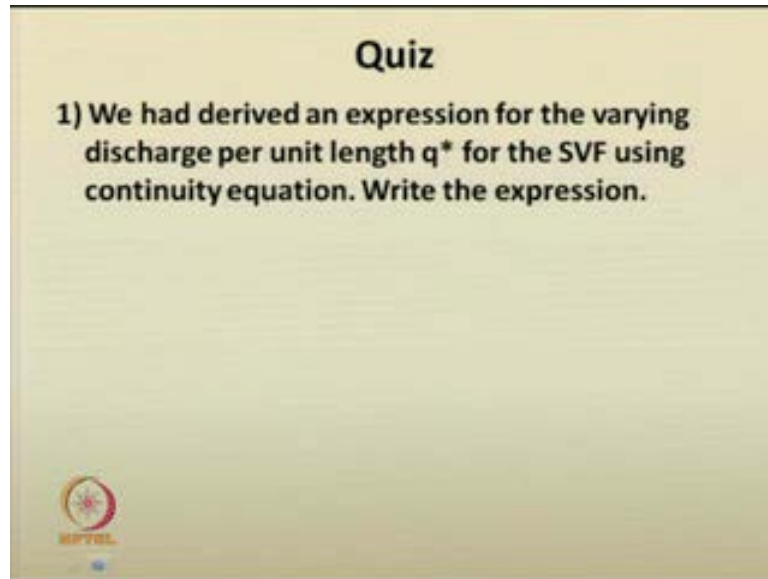 Quiz
1) We had derived an expression for the varying
discharge per unit length q* for the SVF using
continuity equation. Write the expression.
NPTEL